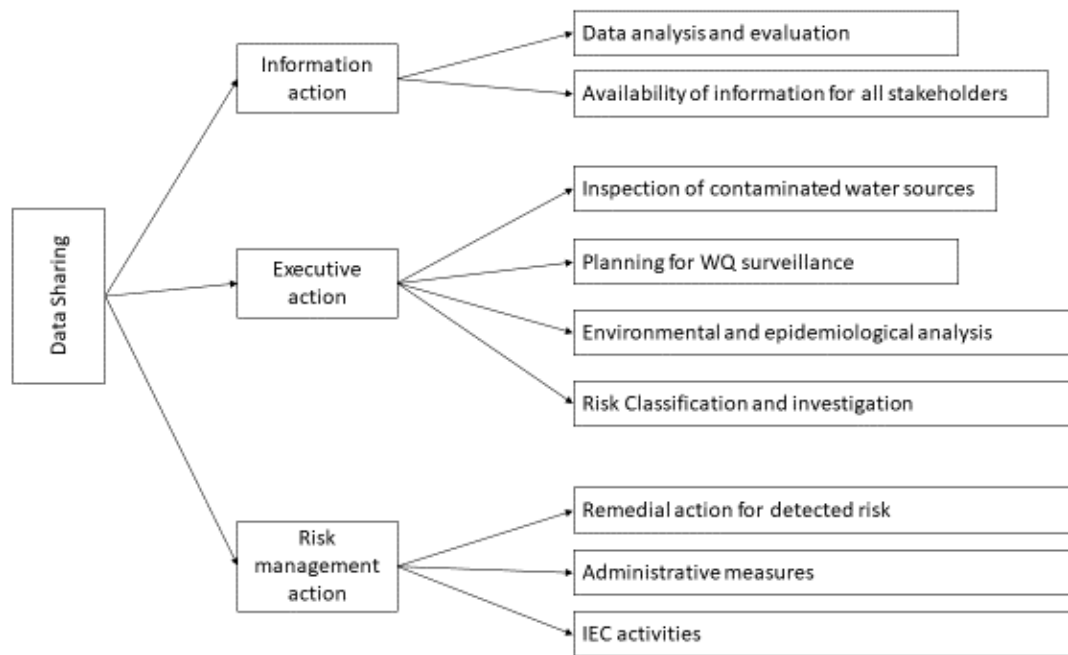 Data Sharing
Information
action
Data analysis and evaluation
Availability of information for all stakeholders
Executive
action
Inspection of contaminated water sources
Planning for WQ surveillance
Environmental and epidemiological analysis
Risk Classification and investigation
Risk
management
action
Remedial action for detected risk
Administrative measures
IEC activities